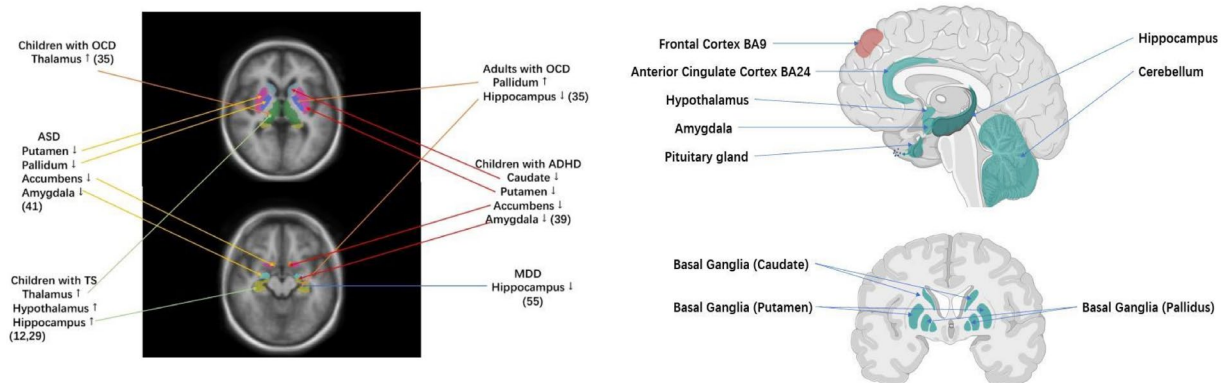 Children with OCD
Thalamus ↑ (35)
ASD
Putamen ↓
Pallidum ↓
Accumbens ↓
Amygdala ↓
(41)
Children with TS
Thalamus ↑
Hypothalamus ↑
Hippocampus ↑
(12,29)
Adults with OCD
Pallidum ↑
Hippocampus ↓ (35)
Children with ADHD
Caudate ↓
Putamen ↓
Accumbens ↓
Amygdala ↓ (39)
MDD
Hippocampus ↓
(55)
Frontal Cortex BA9
Anterior Cingulate Cortex BA24
Hypothalamus
Amygdala
Pituitary gland
Hippocampus
Cerebellum
Basal Ganglia (Caudate)
Basal Ganglia (Putamen)
Basal Ganglia (Pallidus)